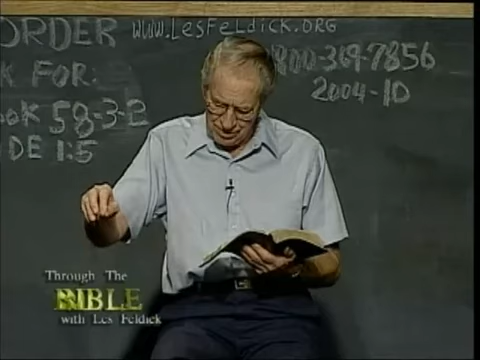 ORDER
www.LesFeldick.ORG
K FOR:
800-369-7856
2004-10
OOK 58-3-2
DE 1:5
Through The
BIBLE
with Les Feldick